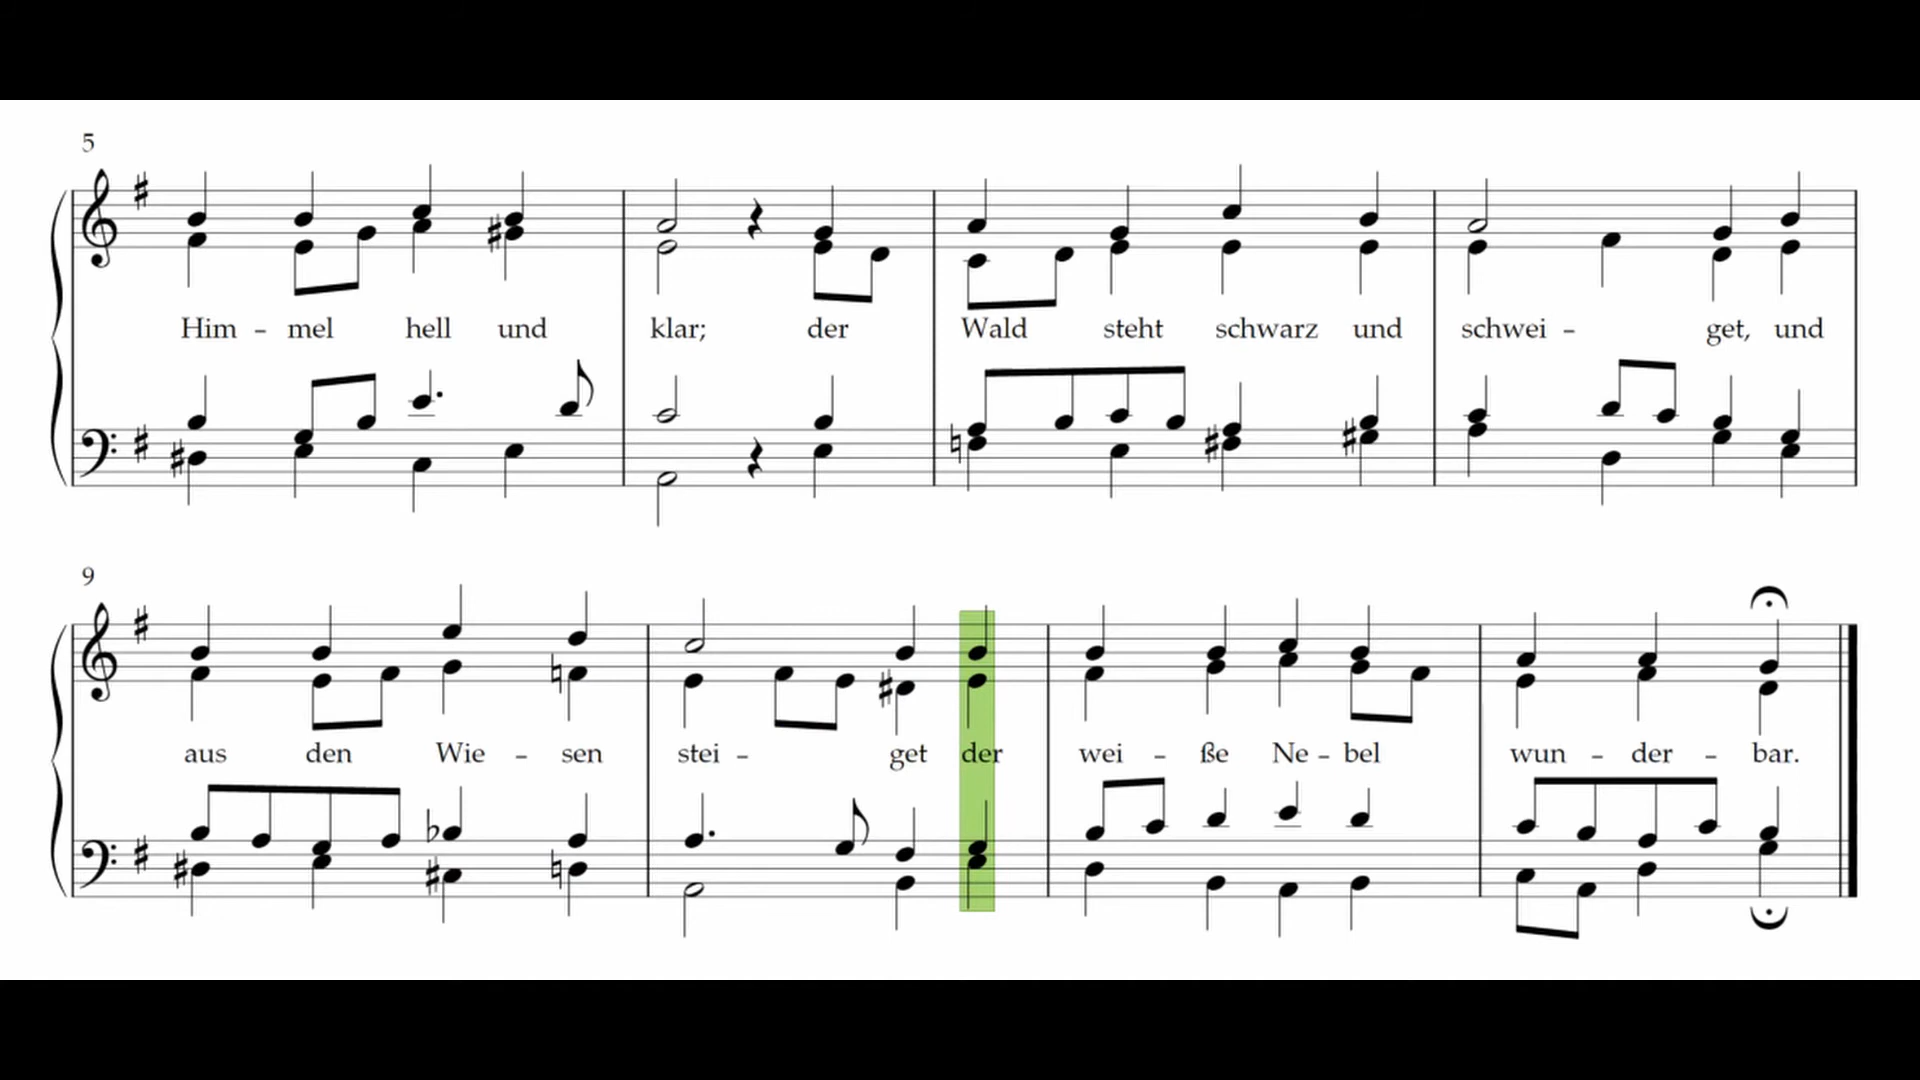 5
Him - mel hell und klar; der Wald steht schwarz und schwei - get, und
9
aus den Wie - sen stei - get der wei - ße Ne - bel wun - der - bar.